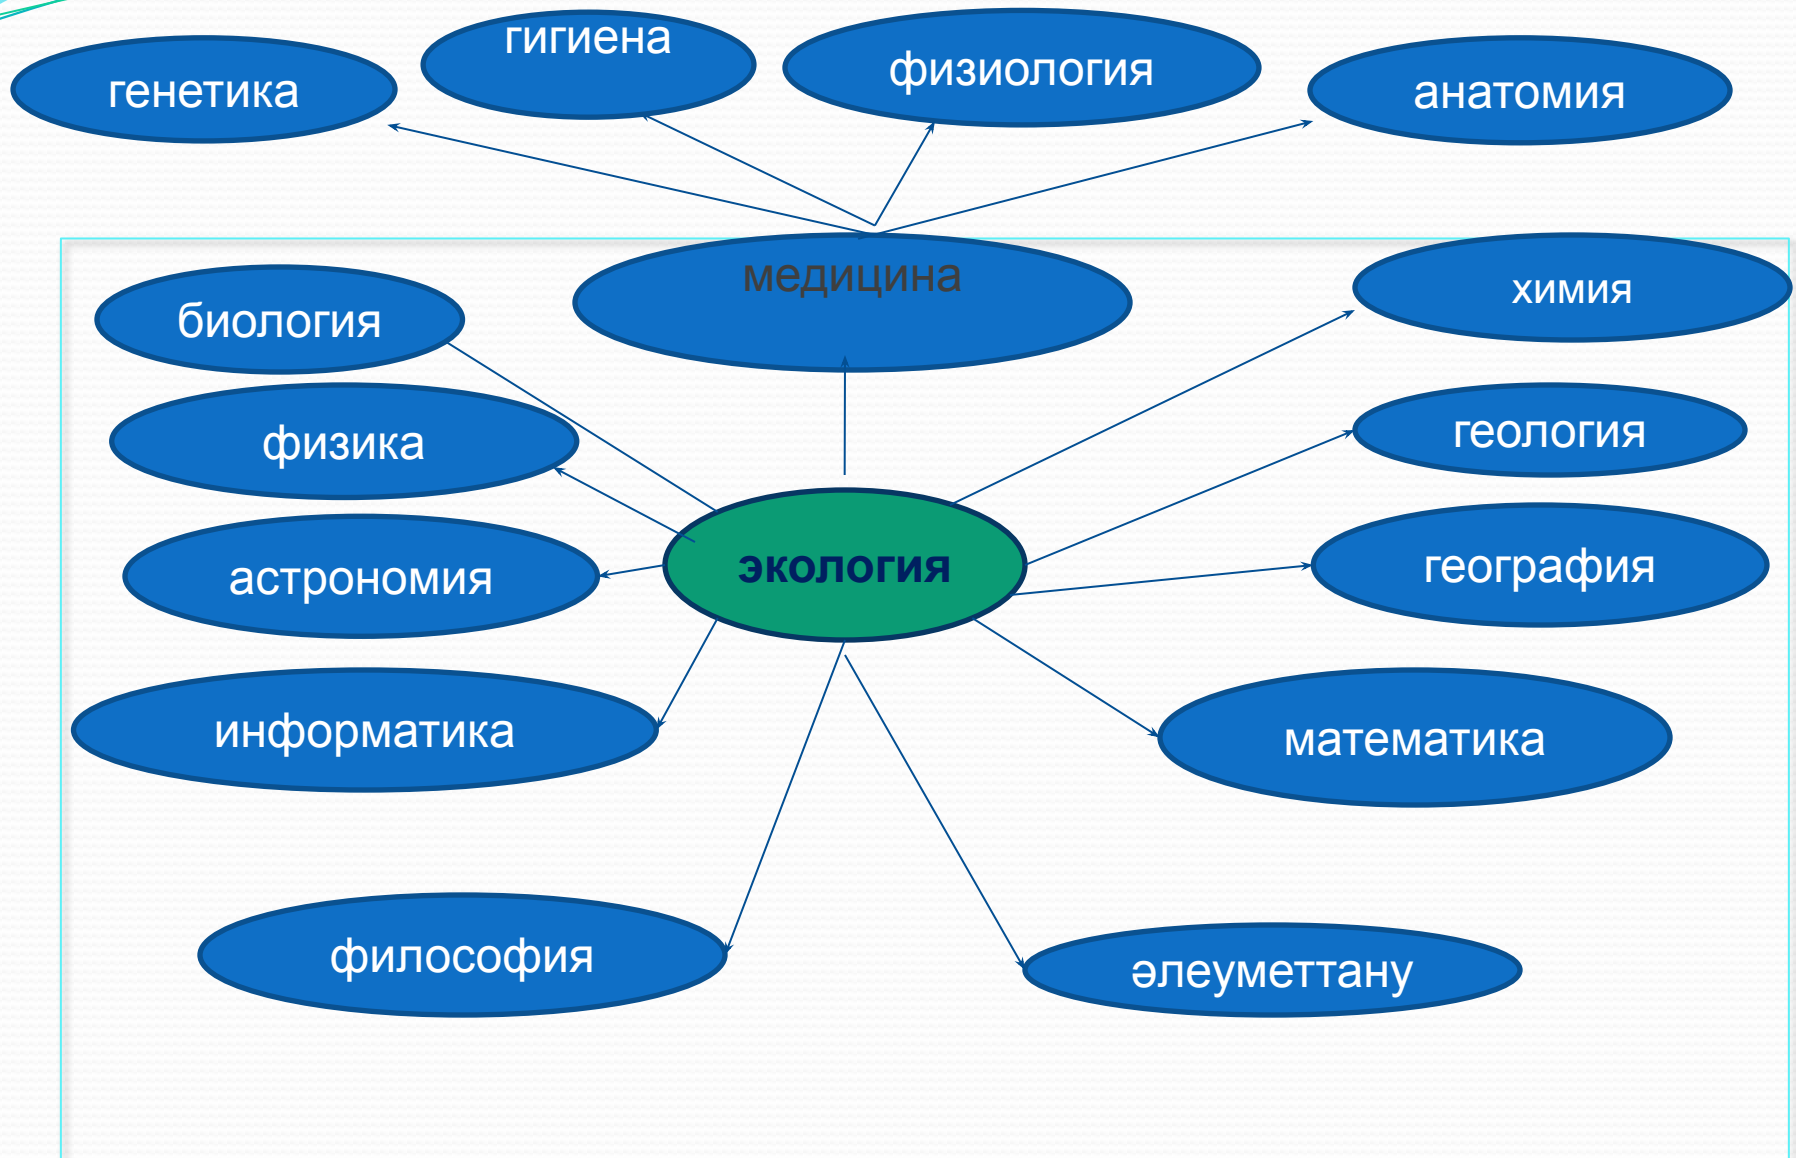 генетика
гигиена
физиология
анатомия
медицина
биология
химия
физика
геология
астрономия
экология
география
информатика
математика
философия
әлеуметтану